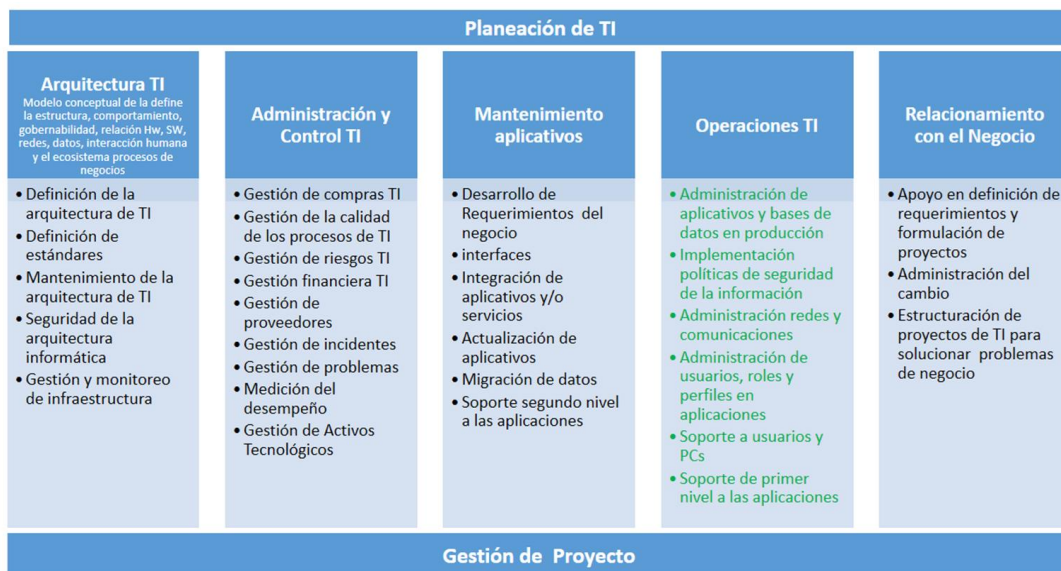 Planeación de TI
Arquitectura TI
Modelo conceptual de la define
la estructura, comportamiento,
gobernabilidad, relación Hw, SW,
redes, datos, interacción humana
y el ecosistema procesos de
negocios
• Definición de la
arquitectura de TI
• Definición de
estándares
• Mantenimiento de la
arquitectura de TI
• Seguridad de la
arquitectura
informática
• Gestión y monitoreo
de infraestructura
Administración y
Control TI
• Gestión de compras TI
• Gestión de la calidad
de los procesos de TI
• Gestión de riesgos TI
• Gestión financiera TI
• Gestión de
proveedores
• Gestión de incidentes
• Gestión de problemas
• Medición del
desempeño
• Gestión de Activos
Tecnológicos
Mantenimiento
aplicativos
• Desarrollo de
Requerimientos del
negocio
• interfaces
• Integración de
aplicativos y/o
servicios
• Actualización de
aplicativos
• Migración de datos
• Soporte segundo nivel
a las aplicaciones
Operaciones TI
• Administración de
aplicativos y bases de
datos en producción
• Implementación
políticas de seguridad
de la información
• Administración redes y
comunicaciones
• Administración de
usuarios, roles y
perfiles en
aplicaciones
• Soporte a usuarios y
PCs
• Soporte de primer
nivel a las aplicaciones
Relacionamiento
con el Negocio
• Apoyo en definición de
requerimientos y
formulación de
proyectos
• Administración del
cambio
• Estructuración de
proyectos de TI para
solucionar problemas
de negocio
Gestión de Proyecto